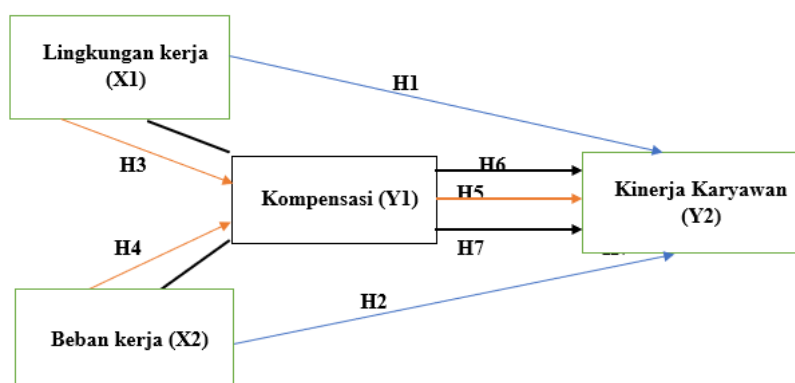 Lingkungan kerja
(X1)
H1
H3
H6
Kompensasi (Y1)
H5
Kinerja Karyawan
(Y2)
H4
H7
H2
Beban kerja (X2)